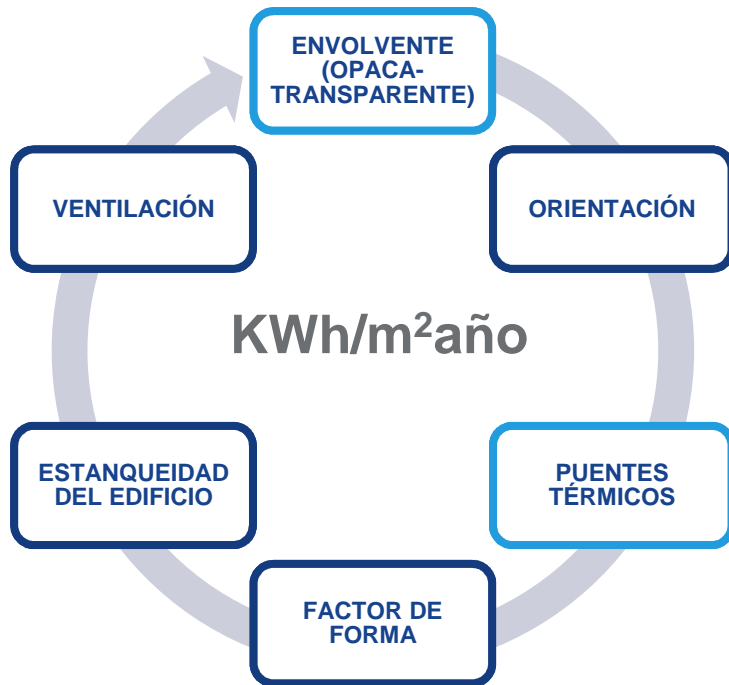 ENVOLVENTE
(OPACA-
TRANSPARENTE)
ORIENTACIÓN
PUENTES
TÉRMICOS
FACTOR DE
FORMA
ESTANQUEIDAD
DEL EDIFICIO
VENTILACIÓN
KWh/m²año